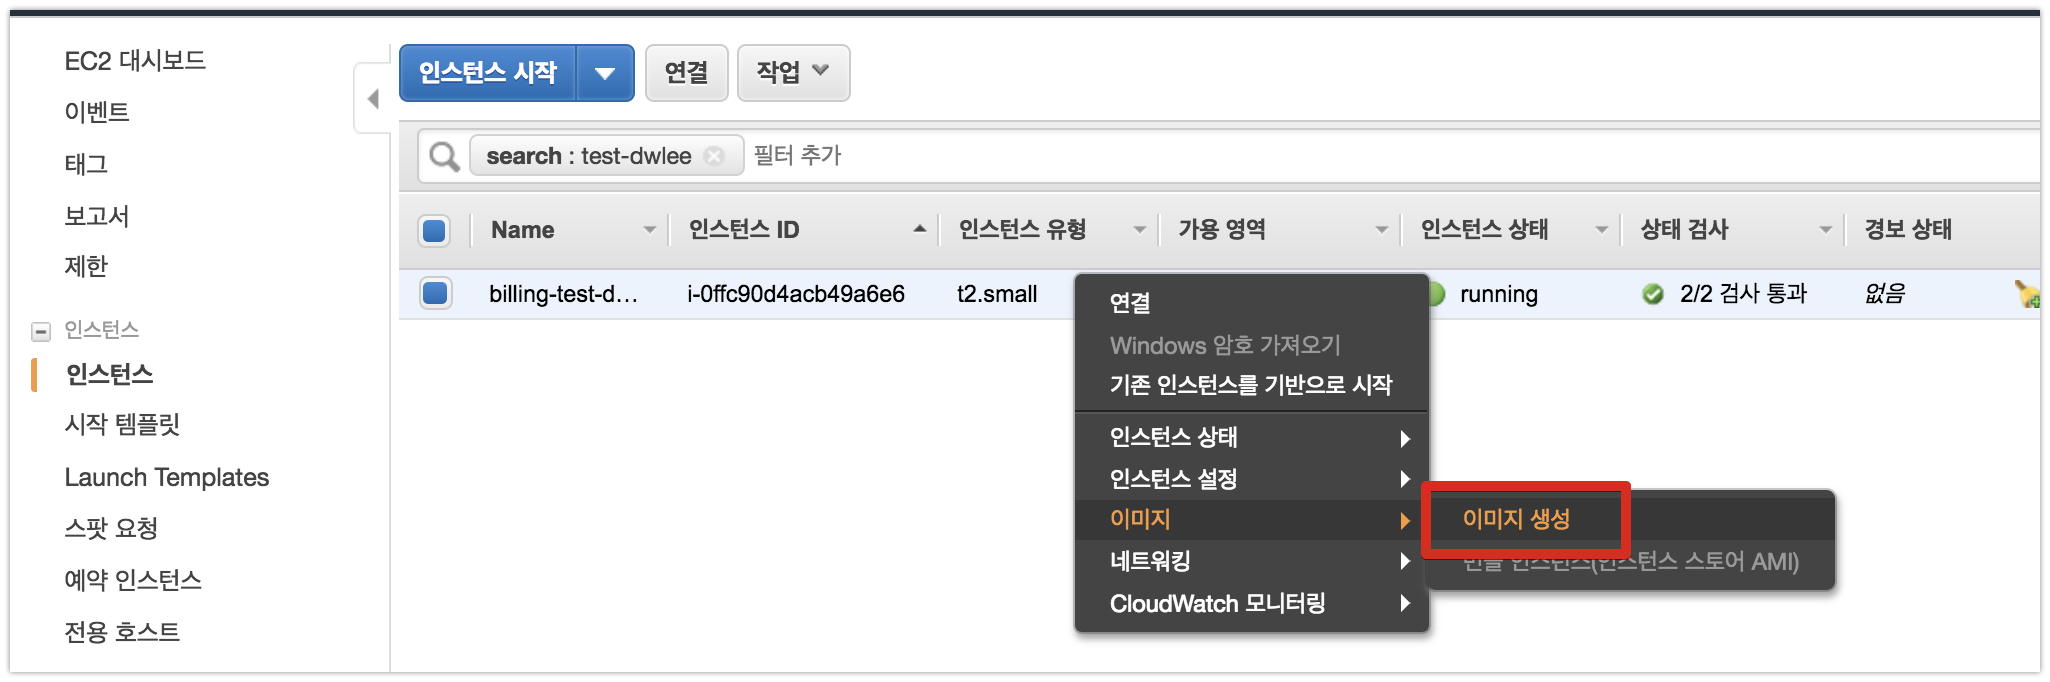 EC2 대시보드
이벤트
태그
보고서
제한
인스턴스
인스턴스
시작 템플릿
Launch Templates
스팟 요청
예약 인스턴스
전용 호스트
인스턴스 시작 연결 작업
search : test-dwlee 필터 추가
Name 인스턴스 ID 인스턴스 유형 가용 영역 인스턴스 상태 상태 검사 경보 상태
billing-test-d... i-0ffc90d4acb49a6e6 t2.small running 2/2 검사 통과 없음
연결
Windows 암호 가져오기
기존 인스턴스를 기반으로 시작
인스턴스 상태
인스턴스 설정
이미지
네트워킹
CloudWatch 모니터링
이미지 생성
번들 인스턴스(인스턴스 스토어 AMI)